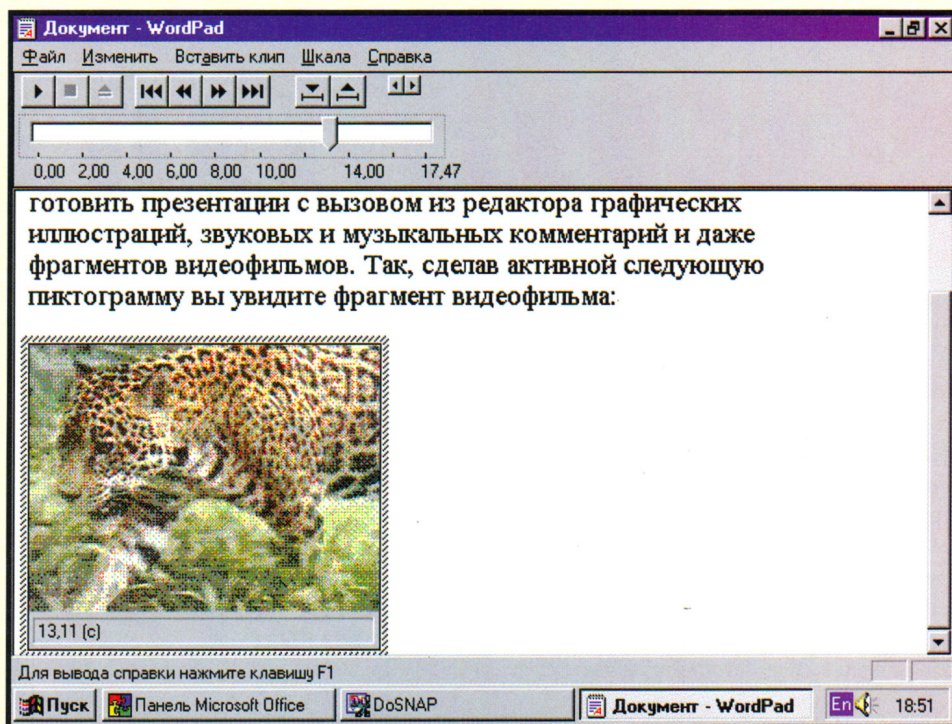 Документ - WordPad
Файл Изменить Вставить клип Шкала Справка
0,00 2,00 4,00 6,00 8,00 10,00 14,00 17,47
готовить презентации с вызовом из редактора графических
иллюстраций, звуковых и музыкальных комментарий и даже
фрагментов видеофильмов. Так, сделав активной следующую
пиктограмму вы увидите фрагмент видеофильма:
13,11 (с)
Для вывода справки нажмите клавишу F1
Пуск Панель Microsoft Office DoSNAP Документ - WordPad En 18:51